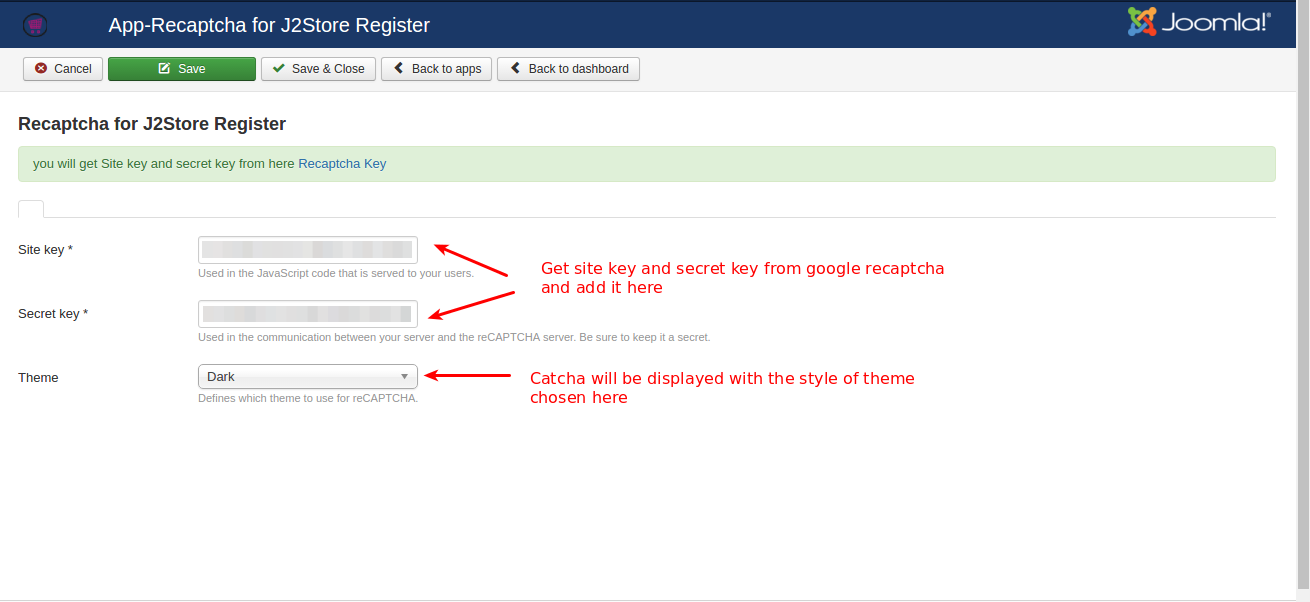 App-Recaptcha for J2Store Register
Joomla!®
Cancel
Save
Save & Close
Back to apps
Back to dashboard
Recaptcha for J2Store Register
you will get Site key and secret key from here Recaptcha Key
Site key *
Used in the JavaScript code that is served to your users.
Get site key and secret key from google recaptcha
and add it here
Secret key *
Used in the communication between your server and the reCAPTCHA server. Be sure to keep it a secret.
Theme
Dark
Defines which theme to use for reCAPTCHA.
Catcha will be displayed with the style of theme
chosen here